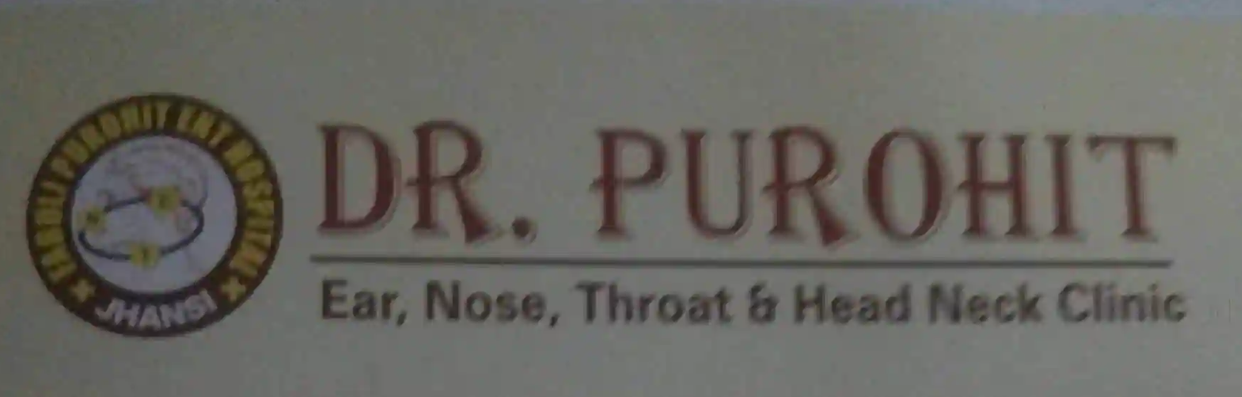 PUROHIT ENT HOSPITAL
JHANSI
DR. PUROHIT
Ear, Nose, Throat & Head Neck Clinic